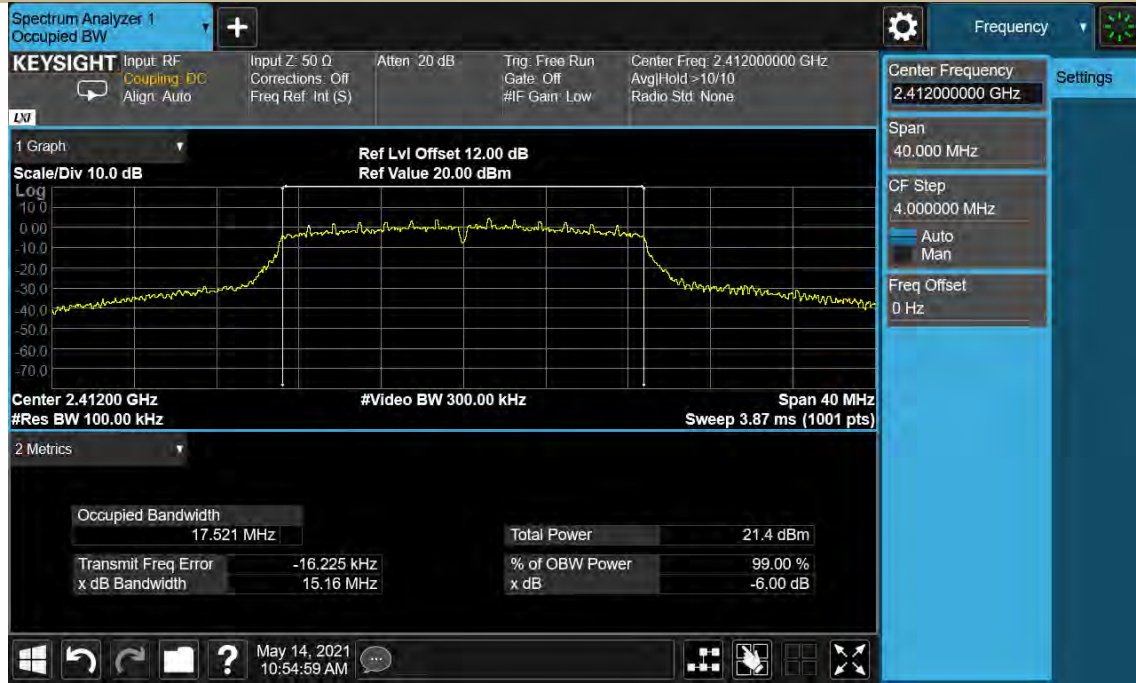 Spectrum Analyzer 1
Occupied BW
+
Frequency
KEYSIGHT
Input: RF
Coupling: DC
Align: Auto
Input Z: 50 Ω
Corrections: Off
Freq Ref: Int (S)
Atten: 20 dB
Trig: Free Run
Gate: Off
#IF Gain: Low
Center Freq: 2.412000000 GHz
Avg|Hold:>10/10
Radio Std: None
LXI
Center Frequency
2.412000000 GHz
Settings
Span
40.000 MHz
CF Step
4.000000 MHz
Auto
Man
Freq Offset
0 Hz
1 Graph
Scale/Div 10.0 dB
Ref Lvl Offset 12.00 dB
Ref Value 20.00 dBm
Log
10.0
0.00
-10.0
-20.0
-30.0
-40.0
-50.0
-60.0
-70.0
Center 2.41200 GHz
#Video BW 300.00 kHz
Span 40 MHz
#Res BW 100.00 kHz
Sweep 3.87 ms (1001 pts)
2 Metrics
Occupied Bandwidth
17.521 MHz
Total Power 21.4 dBm
Transmit Freq Error -16.225 kHz
% of OBW Power 99.00 %
x dB Bandwidth 15.16 MHz
x dB -6.00 dB
?
May 14, 2021
10:54:59 AM